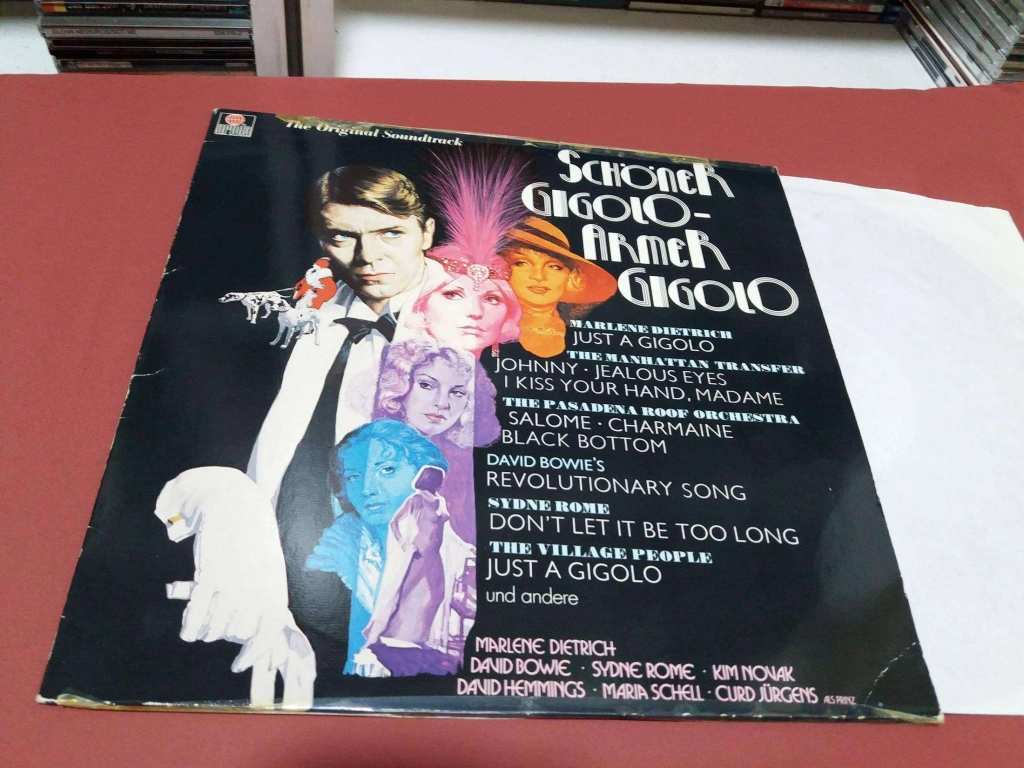 ariola
The Original Soundtrack
SCHÖNER
GIGOLO-
ARMER
GIGOLO
MARLENE DIETRICH
JUST A GIGOLO
THE MANHATTAN TRANSFER
JOHNNY · JEALOUS EYES
I KISS YOUR HAND, MADAME
THE PASADENA ROOF ORCHESTRA
SALOME · CHARMAINE
BLACK BOTTOM
DAVID BOWIE'S
REVOLUTIONARY SONG
SYDNE ROME
DON'T LET IT BE TOO LONG
THE VILLAGE PEOPLE
JUST A GIGOLO
und andere
MARLENE DIETRICH
DAVID BOWIE · SYDNE ROME · KIM NOVAK
DAVID HEMMINGS · MARIA SCHELL · CURD JÜRGENS ALS PRINZ